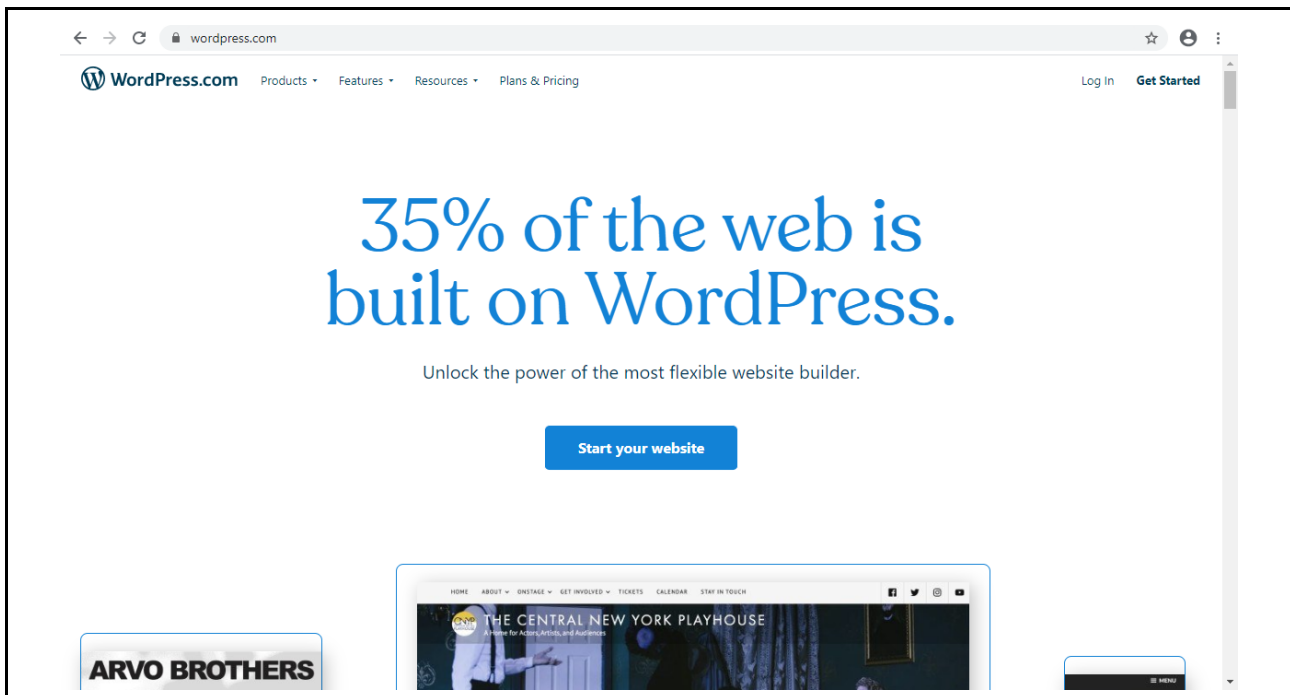 wordpress.com
WordPress.com Products Features Resources Plans & Pricing Log In Get Started
35% of the web is
built on WordPress.
Unlock the power of the most flexible website builder.
Start your website
HOME ABOUT ONSTAGE GET INVOLVED TICKETS CALENDAR STAY IN TOUCH
THE CENTRAL NEW YORK PLAYHOUSE
A Home for Actors, Artists, and Audiences
ARVO BROTHERS
MENU